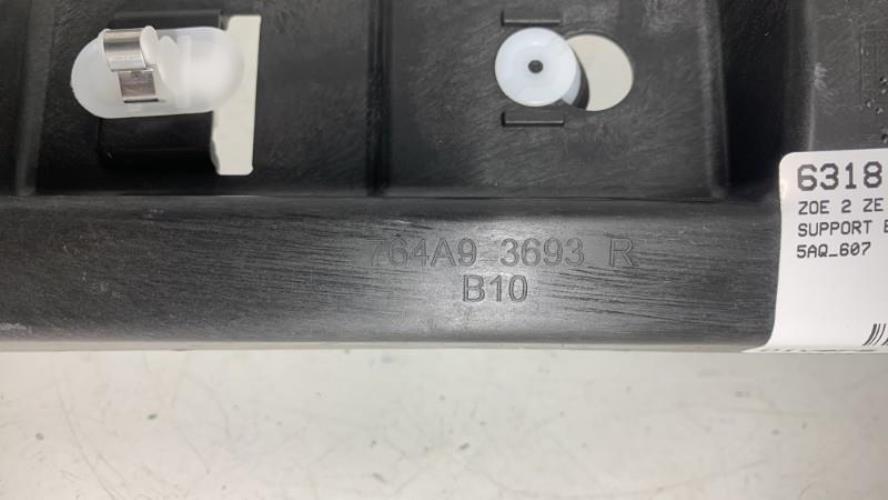 6318
ZOE 2 ZE
SUPPORT
5AQ_607
764A9 3693 R
B10